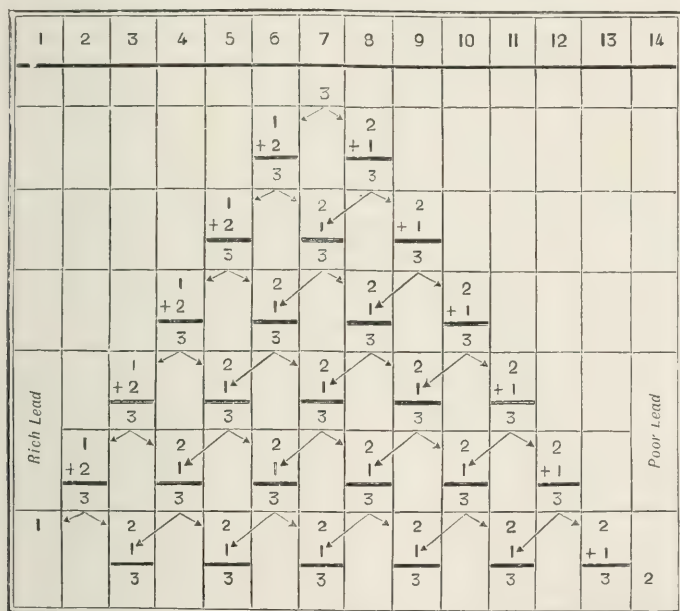 1 2 3 4 5 6 7 8 9 10 11 12 13 14
3
1 2
+ 2 + 1
3 3
1 2 2
+ 2 1 + 1
3 3 3
1 2 2 2
+ 2 1 1 + 1
3 3 3 3
Rich Lead
1 2 2 2 2
+ 2 1 1 1 + 1
3 3 3 3 3
Poor Lead
1 2 2 2 2 2
+ 2 1 1 1 1 + 1
3 3 3 3 3 3
1 2 2 2 2 2 2
1 1 1 1 1 + 1
3 3 3 3 3 3 2